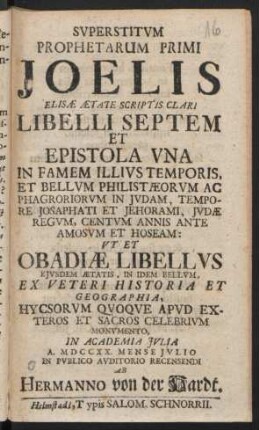 16
SVPERSTITVM
PROPHETARUM PRIMI
JOELIS
ELISÆ ÆTATE SCRIPTIS CLARI
LIBELLI SEPTEM
ET
EPISTOLA VNA
IN FAMEM ILLIVS TEMPORIS,
ET BELLVM PHILISTÆORVM AC
PHAGRORIORVM IN JVDAM, TEMPO-
RE JOSAPHATI ET JEHORAMI, JVDÆ
REGVM, CENTVM ANNIS ANTE
AMOSVM ET HOSEAM:
VT ET
OBADIÆ LIBELLVS
EJVSDEM ÆTATIS, IN IDEM BELLVM,
EX VETERI HISTORIA ET
GEOGRAPHIA,
HYCSORVM QVOQVE APVD EX-
TEROS ET SACROS CELEBRIVM
MONVMENTO,
IN ACADEMIA JVLIA
A. MDCCXX. MENSE JVLIO
IN PVBLICO AVDITORIO RECENSENDI
AB
HERMANNO von der Hardt.
Helmstadi, Typis SALOM. SCHNORRII.